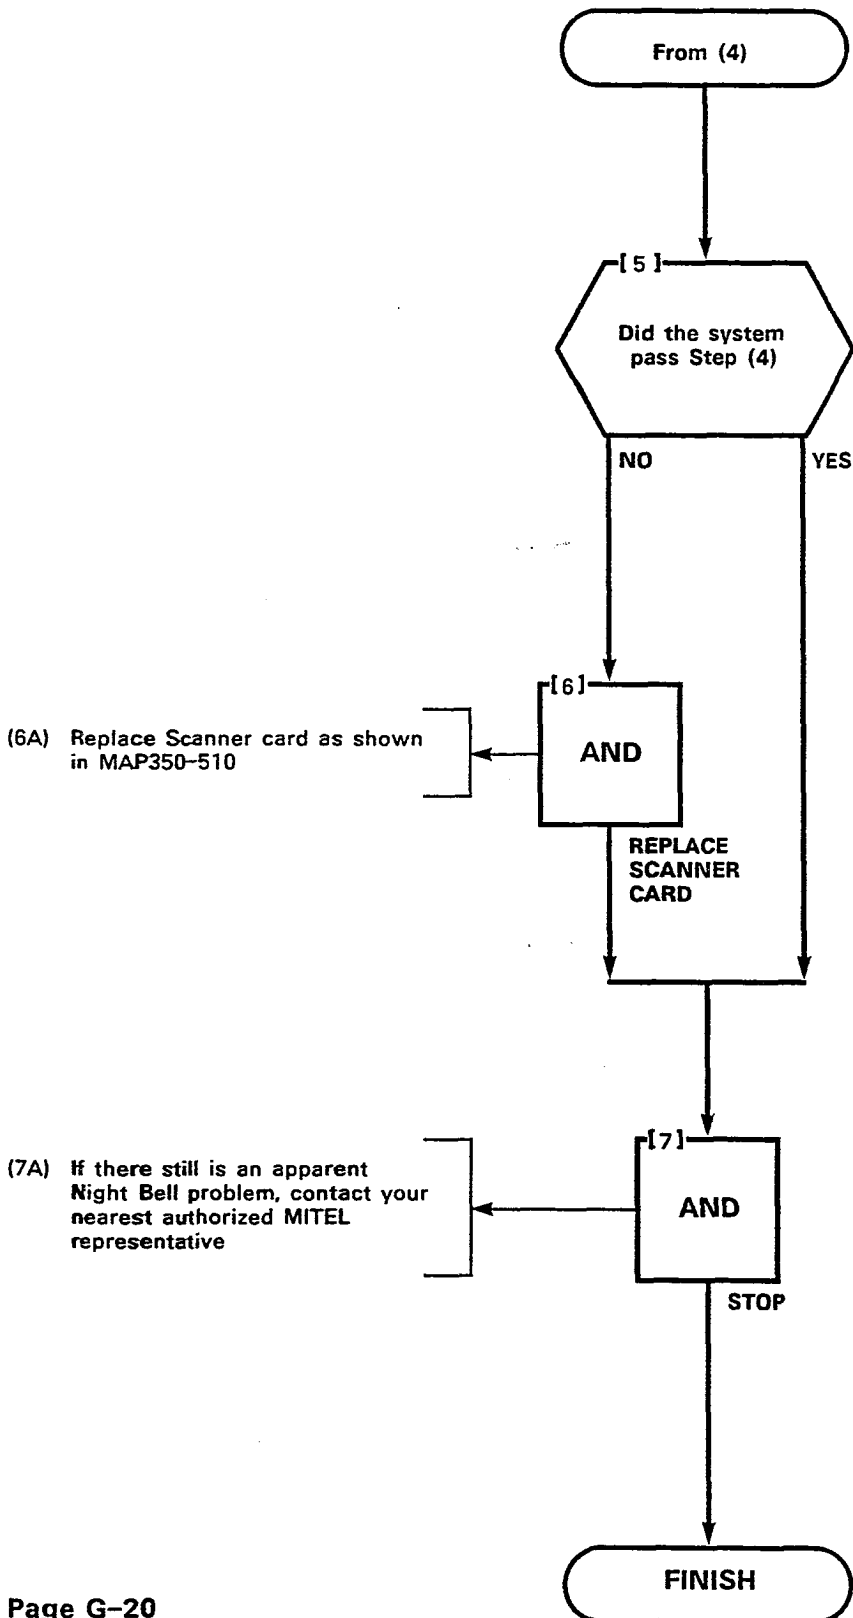 From (4)
[5]
Did the system
pass Step (4)
NO
YES
[6]
(6A) Replace Scanner card as shown
in MAP350-510
AND
REPLACE
SCANNER
CARD
[7]
(7A) If there still is an apparent
Night Bell problem, contact your
nearest authorized MITEL
representative
AND
STOP
FINISH
Page G-20